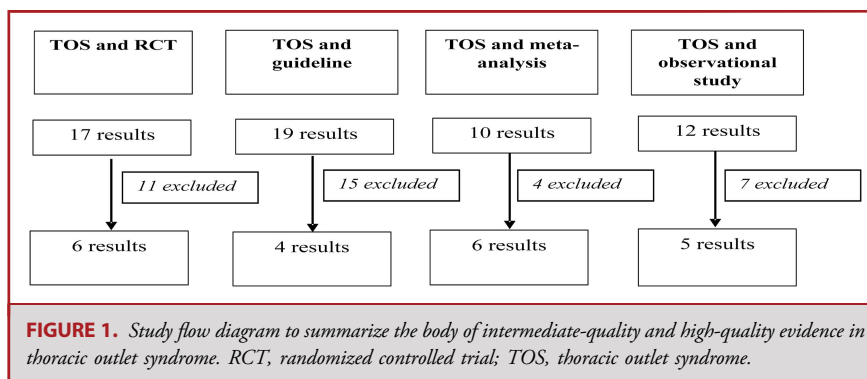 TOS and RCT
TOS and
guideline
TOS and meta-
analysis
TOS and
observational
study
17 results
19 results
10 results
12 results
11 excluded
15 excluded
4 excluded
7 excluded
6 results
4 results
6 results
5 results
FIGURE 1. Study flow diagram to summarize the body of intermediate-quality and high-quality evidence in
thoracic outlet syndrome. RCT, randomized controlled trial; TOS, thoracic outlet syndrome.